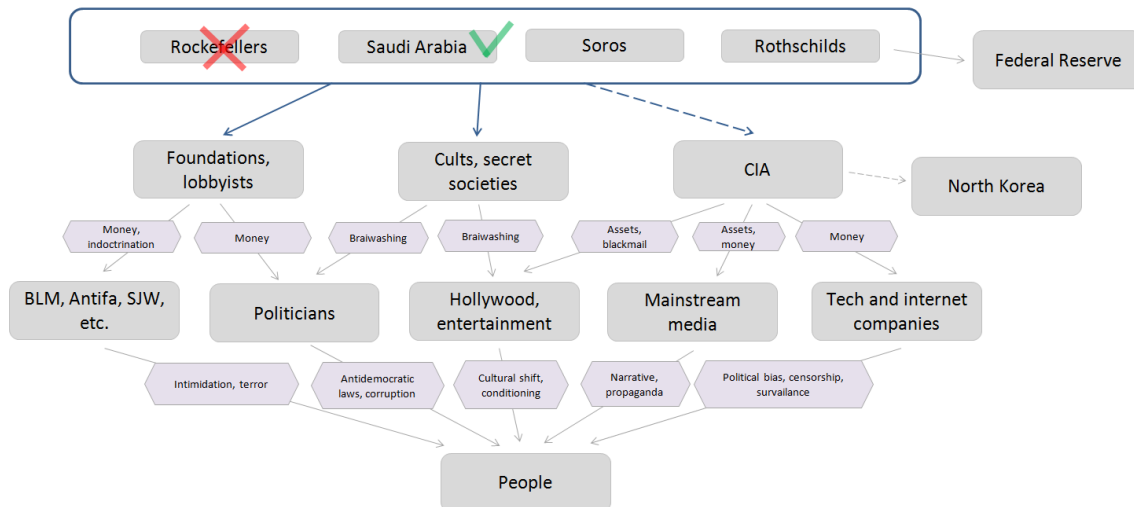 Rockefellers
Saudi Arabia
Soros
Rothschilds
Federal Reserve
Foundations,
lobbyists
Cults, secret
societies
CIA
North Korea
Money,
indoctrination
Money
Braiwashing
Braiwashing
Assets,
blackmail
Assets,
money
Money
BLM, Antifa, SJW,
etc.
Politicians
Hollywood,
entertainment
Mainstream
media
Tech and internet
companies
Intimidation, terror
Antidemocratic
laws, corruption
Cultural shift,
conditioning
Narrative,
propaganda
Political bias, censorship,
survailance
People